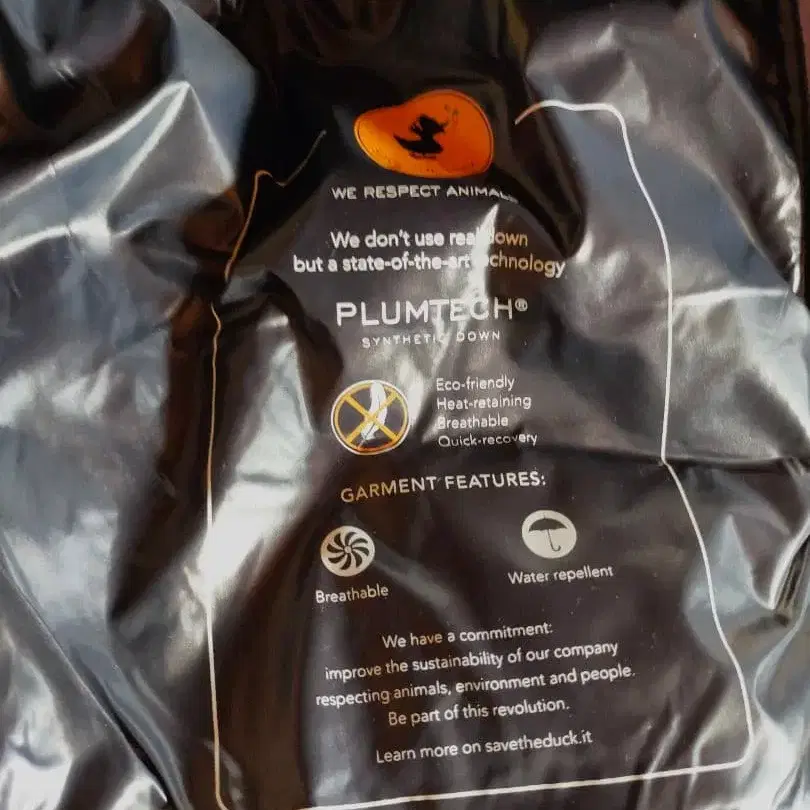 WE RESPECT ANIMALS
We don't use real down
but a state-of-the-art technology
PLUMTECH®
SYNTHETIC DOWN
Eco-friendly
Heat-retaining
Breathable
Quick-recovery
GARMENT FEATURES:
Breathable
Water repellent
We have a commitment:
improve the sustainability of our company
respecting animals, environment and people.
Be part of this revolution.
Learn more on savetheduck.it